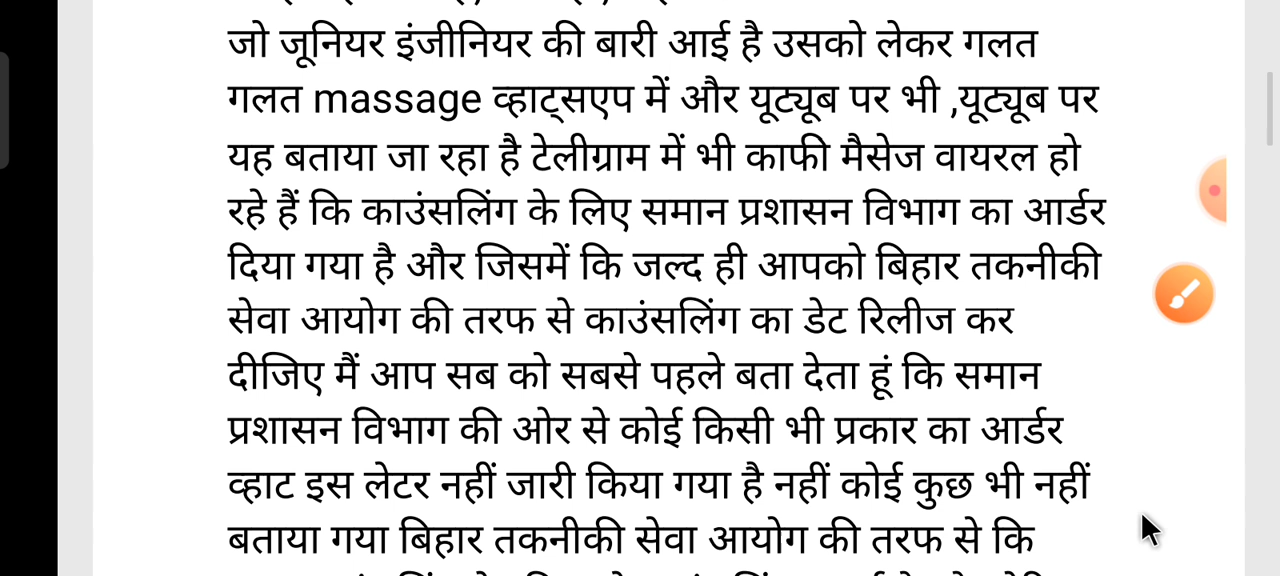 जो जूनियर इंजीनियर की बारी आई है उसको लेकर गलत
गलत massage व्हाट्सएप में और यूट्यूब पर भी ,यूट्यूब पर
यह बताया जा रहा है टेलीग्राम में भी काफी मैसेज वायरल हो
रहे हैं कि काउंसलिंग के लिए समान प्रशासन विभाग का आर्डर
दिया गया है और जिसमें कि जल्द ही आपको बिहार तकनीकी
सेवा आयोग की तरफ से काउंसलिंग का डेट रिलीज कर
दीजिए मैं आप सब को सबसे पहले बता देता हूं कि समान
प्रशासन विभाग की ओर से कोई किसी भी प्रकार का आर्डर
व्हाट इस लेटर नहीं जारी किया गया है नहीं कोई कुछ भी नहीं
बताया गया बिहार तकनीकी सेवा आयोग की तरफ से कि